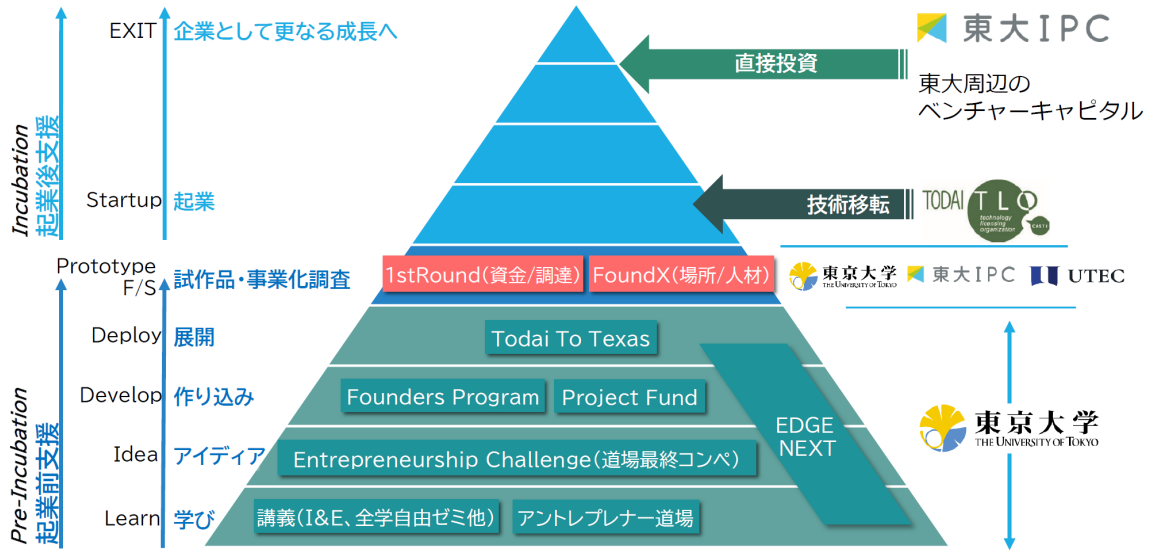 EXIT 企業として更なる成長へ
直接投資
東大IPC
東大周辺の
ベンチャーキャピタル
Incubation
起業後支援
Startup 起業
技術移転
TODAI TLO
technology
licensing
organization
CASTI
Prototype
F/S
試作品・事業化調査
1stRound(資金/調達)
FoundX(場所/人材)
東京大学
THE UNIVERSITY OF TOKYO
東大IPC
UTEC
Pre-Incubation
起業前支援
Deploy 展開
Todai To Texas
Develop 作り込み
Founders Program
Project Fund
EDGE
NEXT
東京大学
THE UNIVERSITY OF TOKYO
Idea アイディア
Entrepreneurship Challenge(道場最終コンペ)
Learn 学び
講義(I&E、全学自由ゼミ他)
アントレプレナー道場